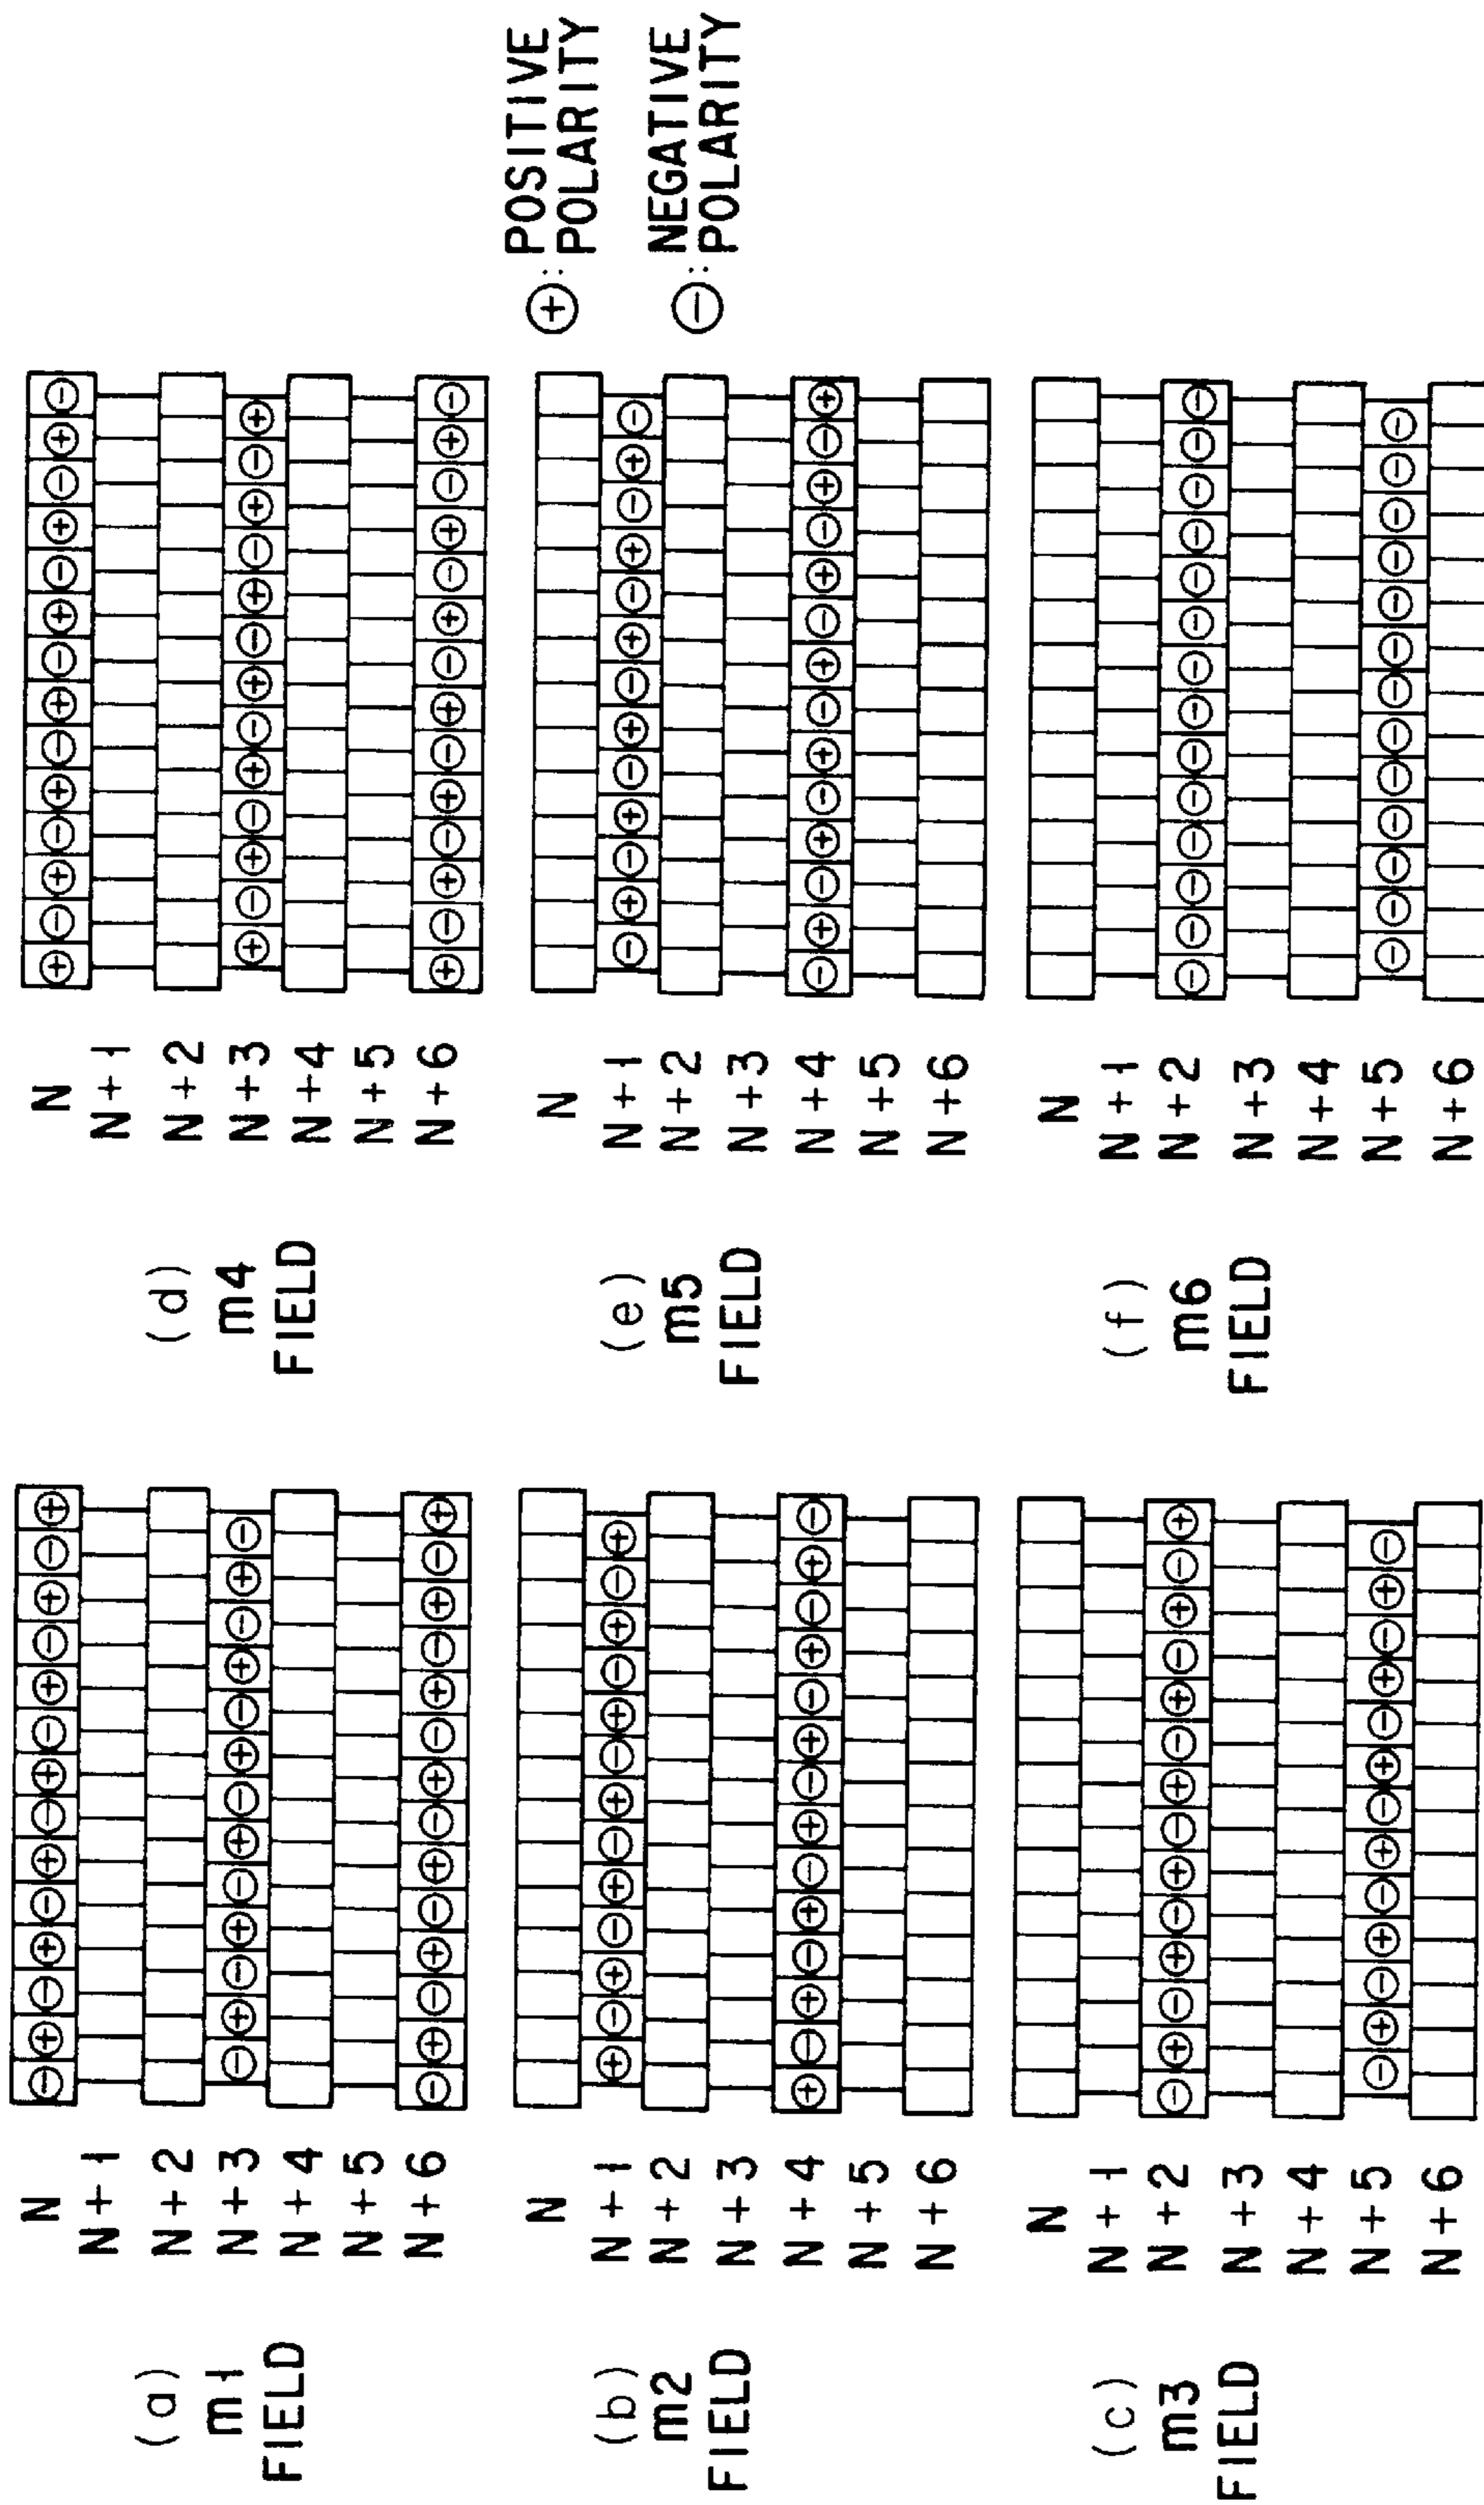 (a)
m1
FIELD
N
N+1
N+2
N+3
N+4
N+5
N+6
(b)
m2
FIELD
N
N+1
N+2
N+3
N+4
N+5
N+6
(c)
m3
FIELD
N
N+1
N+2
N+3
N+4
N+5
N+6
(d)
m4
FIELD
N
N+1
N+2
N+3
N+4
N+5
N+6
(e)
m5
FIELD
N
N+1
N+2
N+3
N+4
N+5
N+6
(f)
m6
FIELD
N
N+1
N+2
N+3
N+4
N+5
N+6
⊕: POSITIVE
POLARITY
⊖: NEGATIVE
POLARITY